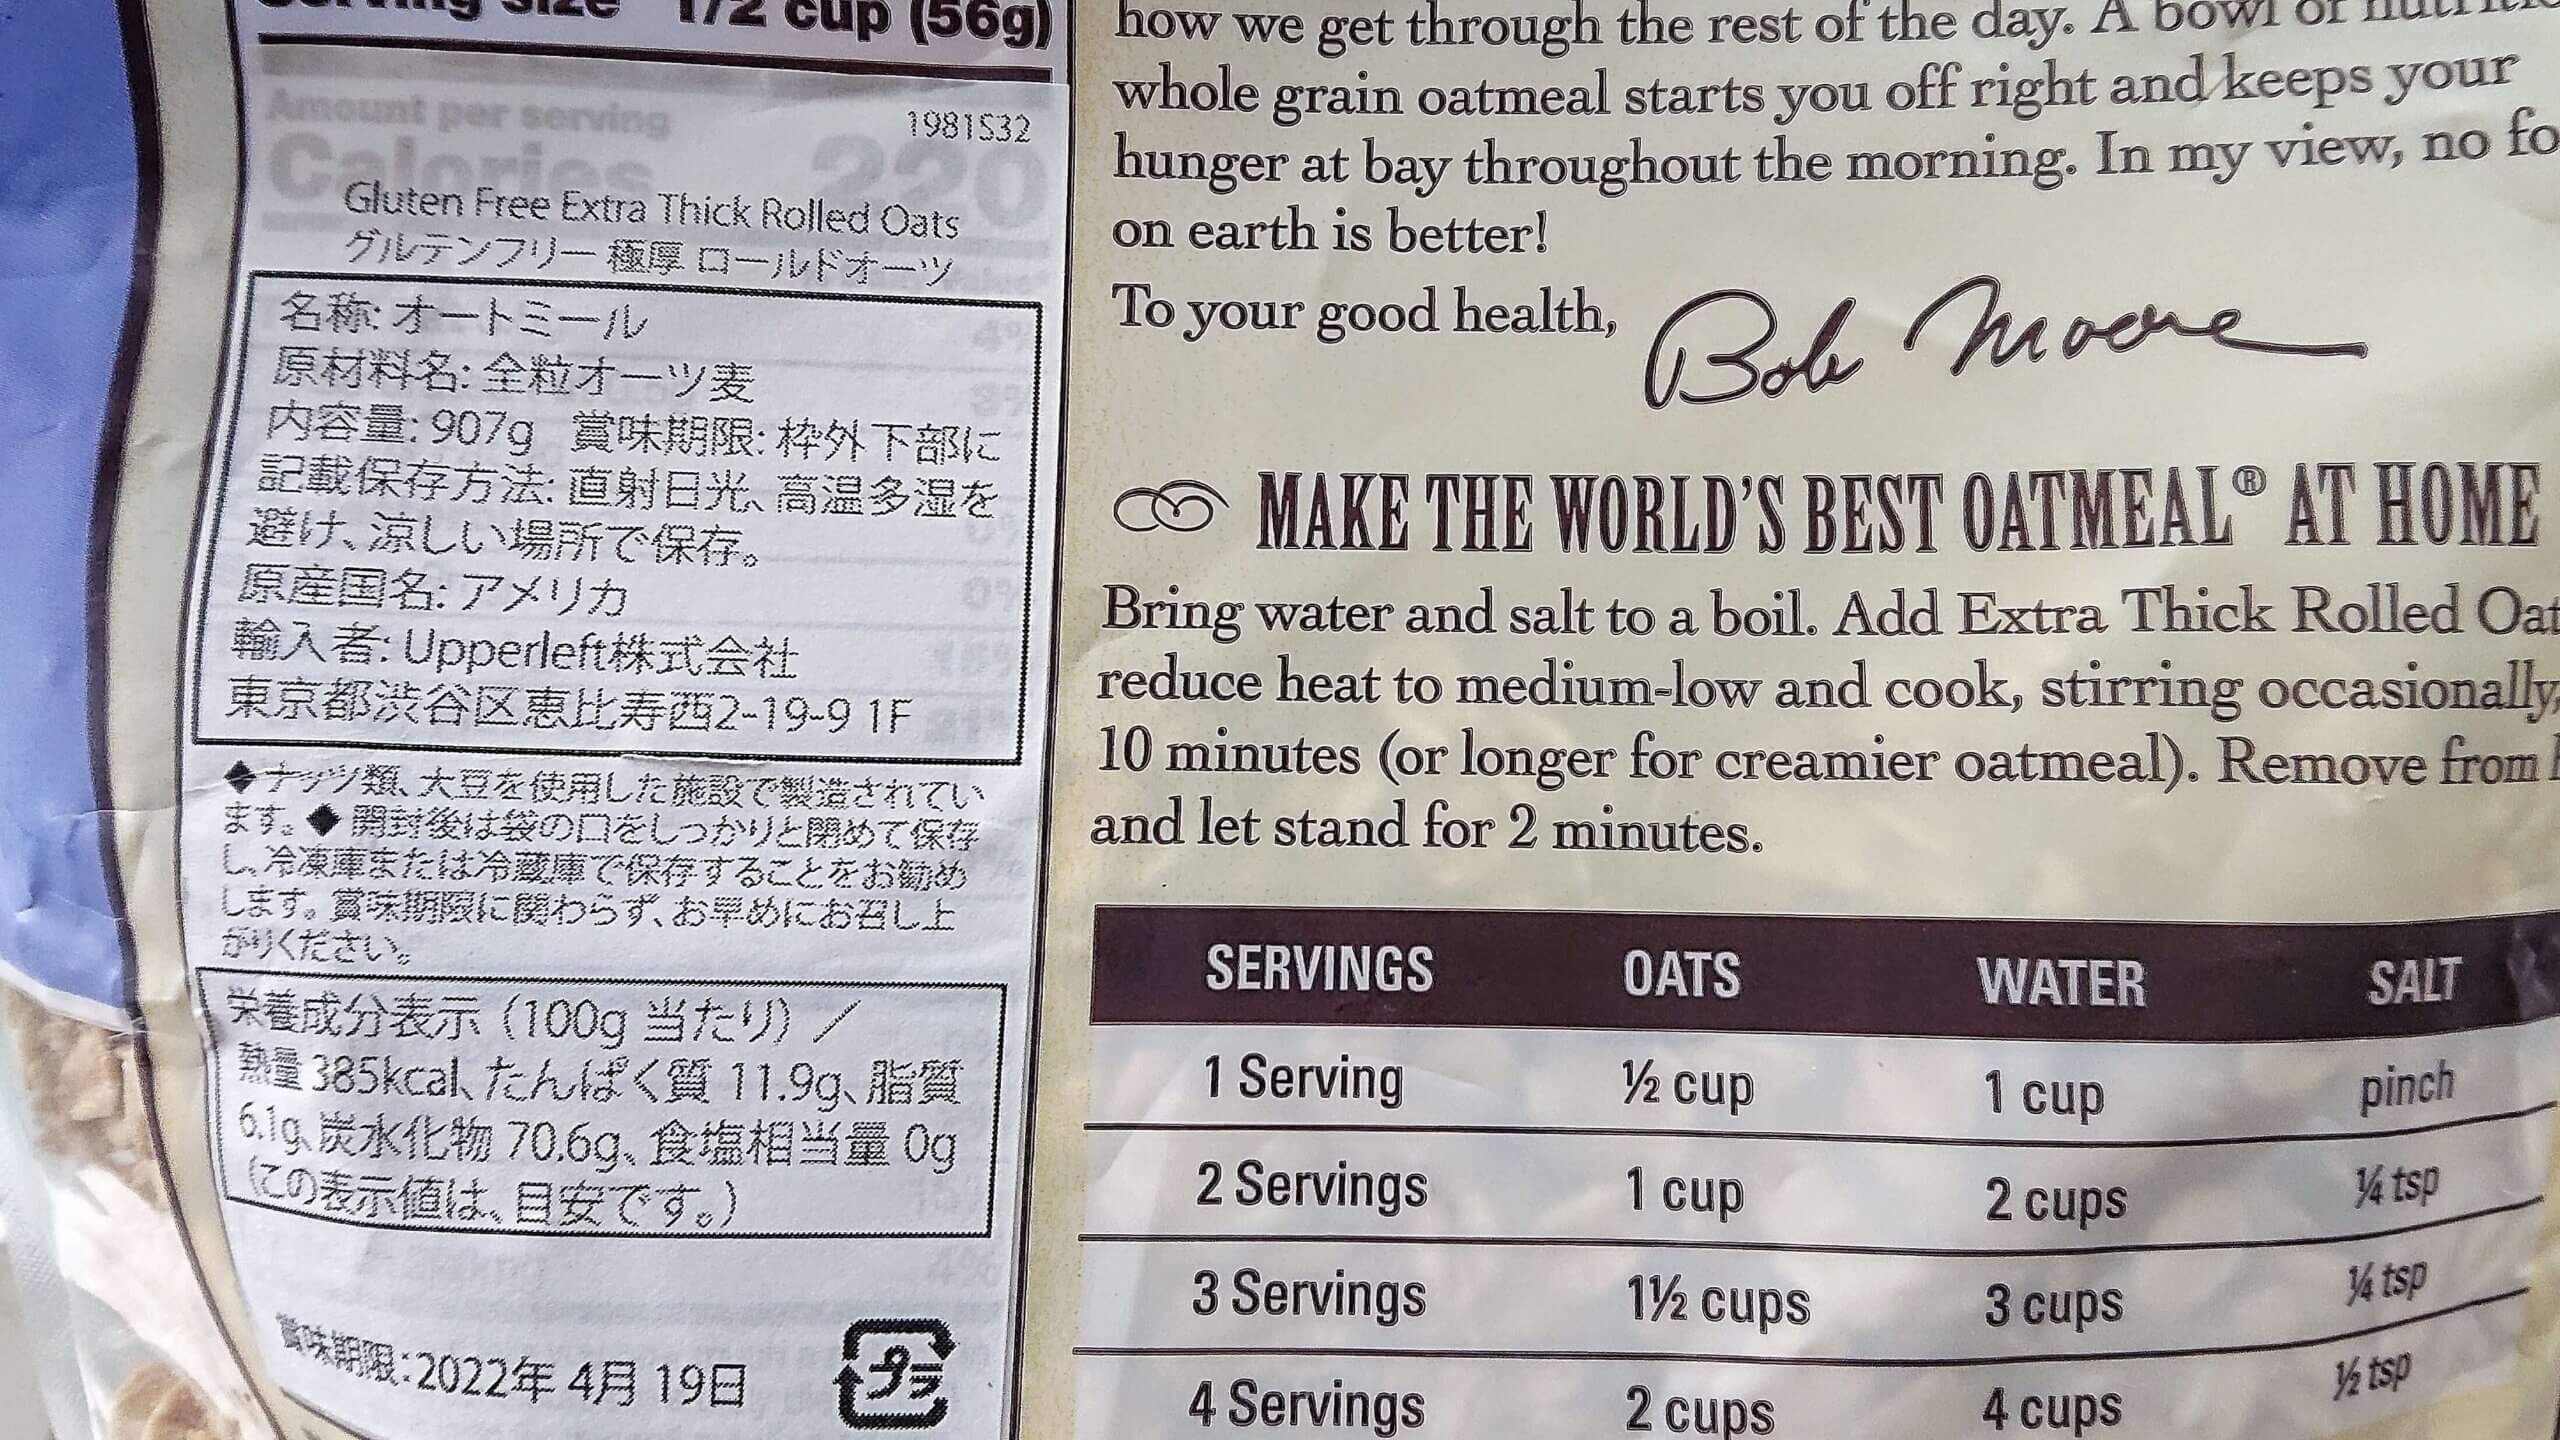 Serving size 1/2 cup (56g)
Amount per serving
Calories 220
1981532
Gluten Free Extra Thick Rolled Oats
グルテンフリー 極厚 ロールドオーツ
名称: オートミール
原材料名: 全粒オーツ麦
内容量: 907g 賞味期限: 枠外下部に
記載保存方法: 直射日光、高温多湿を
避け、涼しい場所で保存。
原産国名: アメリカ
輸入者: Upperleft株式会社
東京都渋谷区恵比寿西2-19-9 1F
◆ナッツ類、大豆を使用した施設で製造されてい
ます。◆ 開封後は袋の口をしっかりと閉めて保存
し、冷凍庫または冷蔵庫で保存することをお勧め
します。賞味期限に関わらず、お早めにお召し上
がりください。
栄養成分表示 (100g 当たり) ／
熱量 385kcal、たんぱく質 11.9g、脂質
6.1g、炭水化物 70.6g、食塩相当量 0g
(この表示値は、目安です。)
賞味期限:2022年 4月 19日
プラ
how we get through the rest of the day. A bowl of
whole grain oatmeal starts you off right and keeps your
hunger at bay throughout the morning. In my view, no
on earth is better!
To your good health,
Bob Moore
MAKE THE WORLD'S BEST OATMEAL® AT HOME
Bring water and salt to a boil. Add Extra Thick Rolled
reduce heat to medium-low and cook, stirring occasionally,
10 minutes (or longer for creamier oatmeal). Remove from
and let stand for 2 minutes.
SERVINGS OATS WATER SALT
1 Serving ½ cup 1 cup pinch
2 Servings 1 cup 2 cups ¼ tsp
3 Servings 1½ cups 3 cups ¼ tsp
4 Servings 2 cups 4 cups ½ tsp